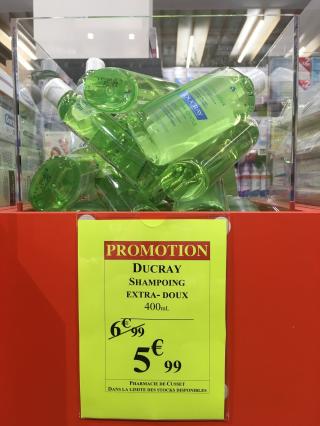 DUCRAY
PROMOTION
DUCRAY
SHAMPOING
EXTRA- DOUX
400mL
6€99
5€99
PHARMACIE DE CUSSET
DANS LA LIMITE DES STOCKS DISPONIBLES